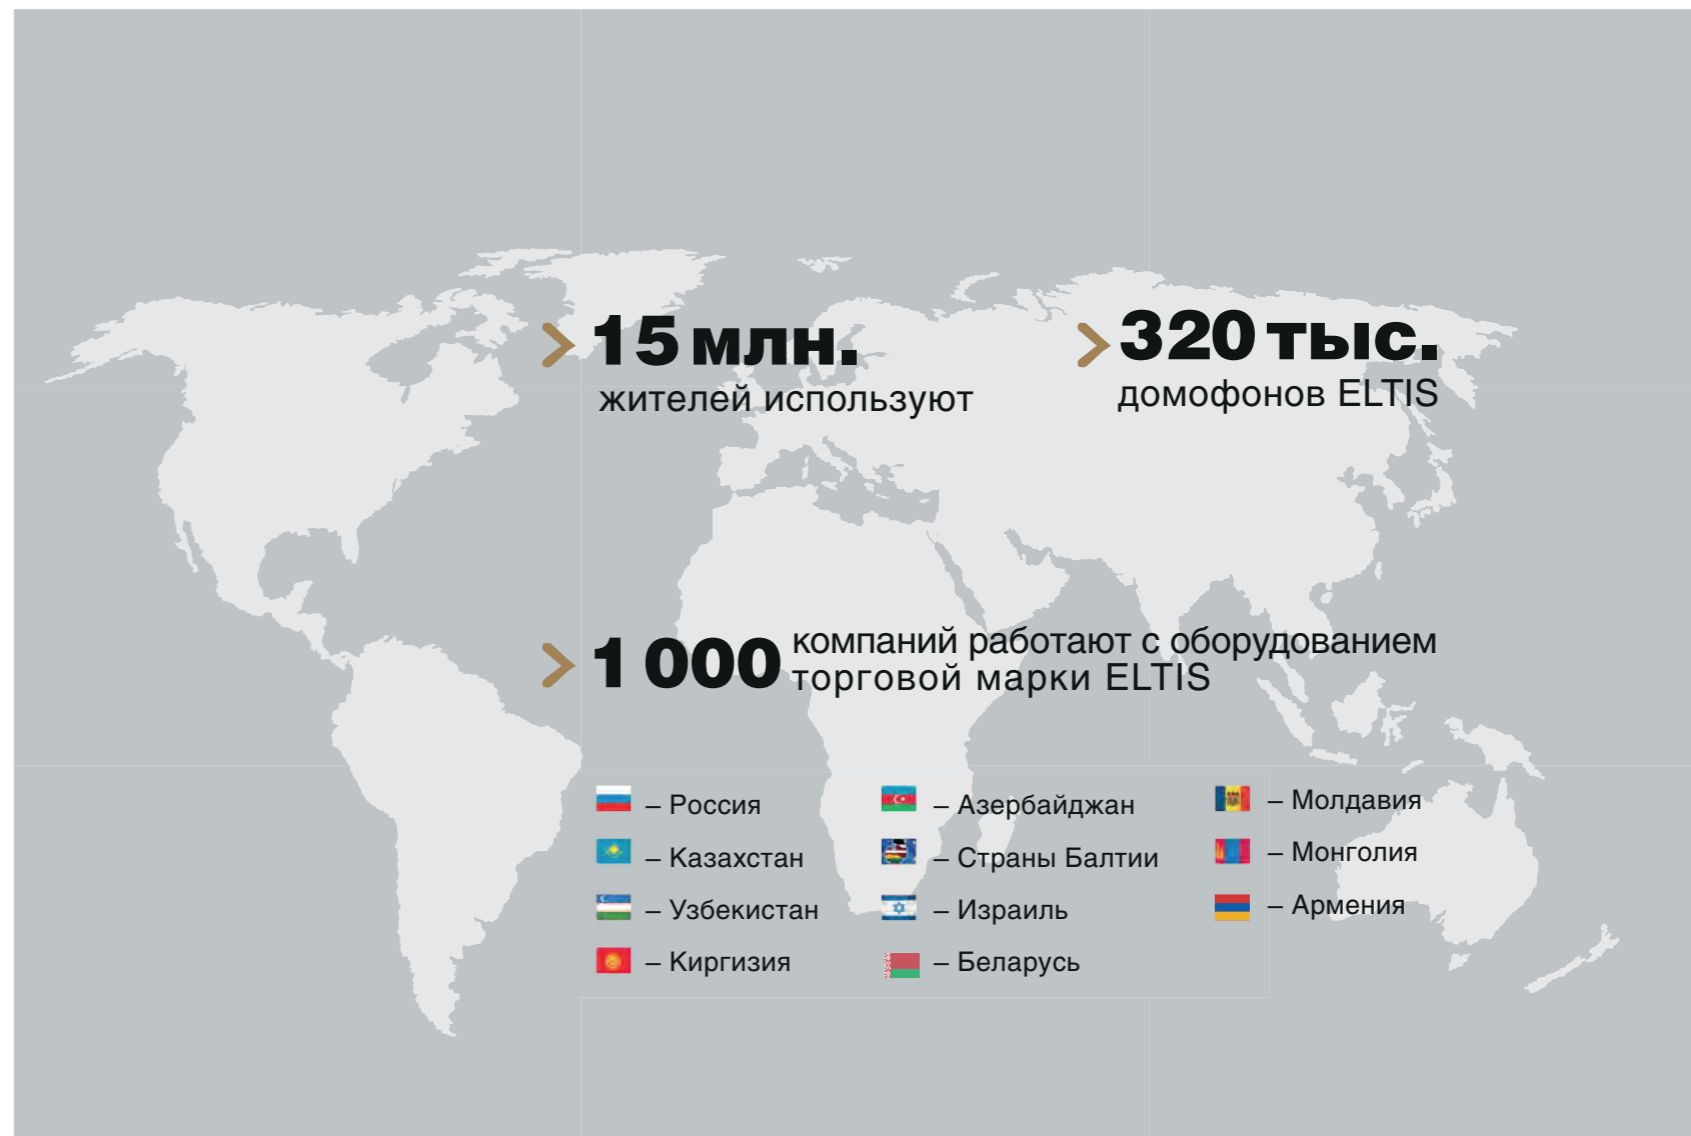 15 млн.
жителей используют
320 тыс.
домофонов ELTIS
1 000
компаний работают с оборудованием
торговой марки ELTIS
– Россия
– Казахстан
– Узбекистан
– Киргизия
– Азербайджан
– Страны Балтии
– Израиль
– Беларусь
– Молдавия
– Монголия
– Армения